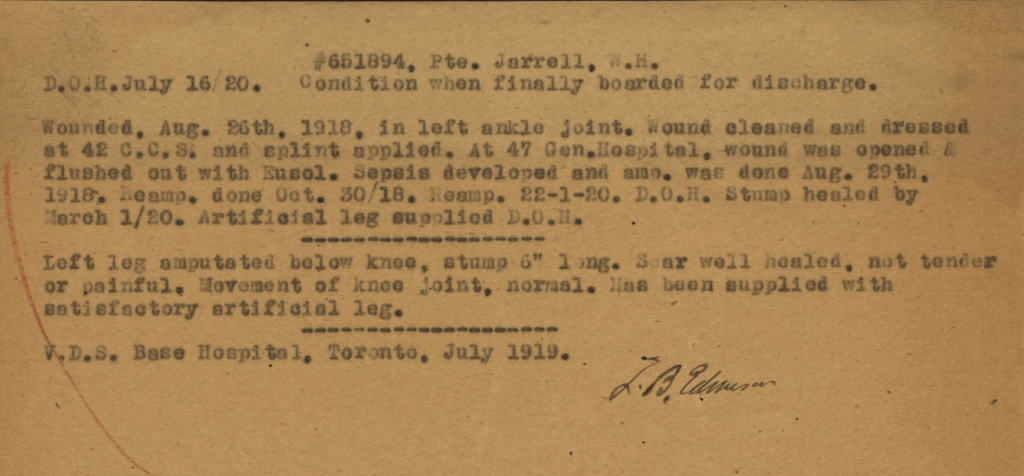 #651894, Pte. Jarrell, W.H.
D.O.H. July 16/20. Condition when finally boarded for discharge.
Wounded, Aug. 26th, 1918, in left ankle joint. Wound cleaned and dressed
at 42 C.C.S. and splint applied. At 47 Gen.Hospital, wound was opened &
flushed out with Eusol. Sepsis developed and amp. was done Aug. 29th,
1918. Reamp. done Oct. 30/18. Reamp. 22-1-20. D.O.H. Stump healed by
March 1/20. Artificial leg supplied D.O.H.
Left leg amputated below knee, stump 6" long. Scar well healed, not tender
or painful. Movement of knee joint, normal. Has been supplied with
satisfactory artificial leg.
V.D.S. Base Hospital, Toronto, July 1919.
B.